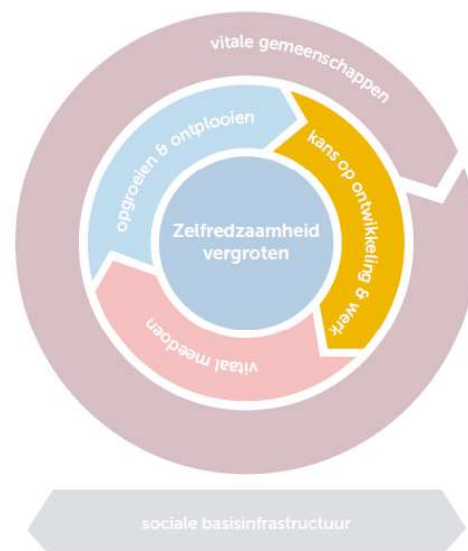 vitale gemeenschappen
opgroeien & ontplooien
kans op ontwikkeling & werk
Zelfredzaamheid
vergroten
vitaal meedoen
sociale basisinfrastructuur